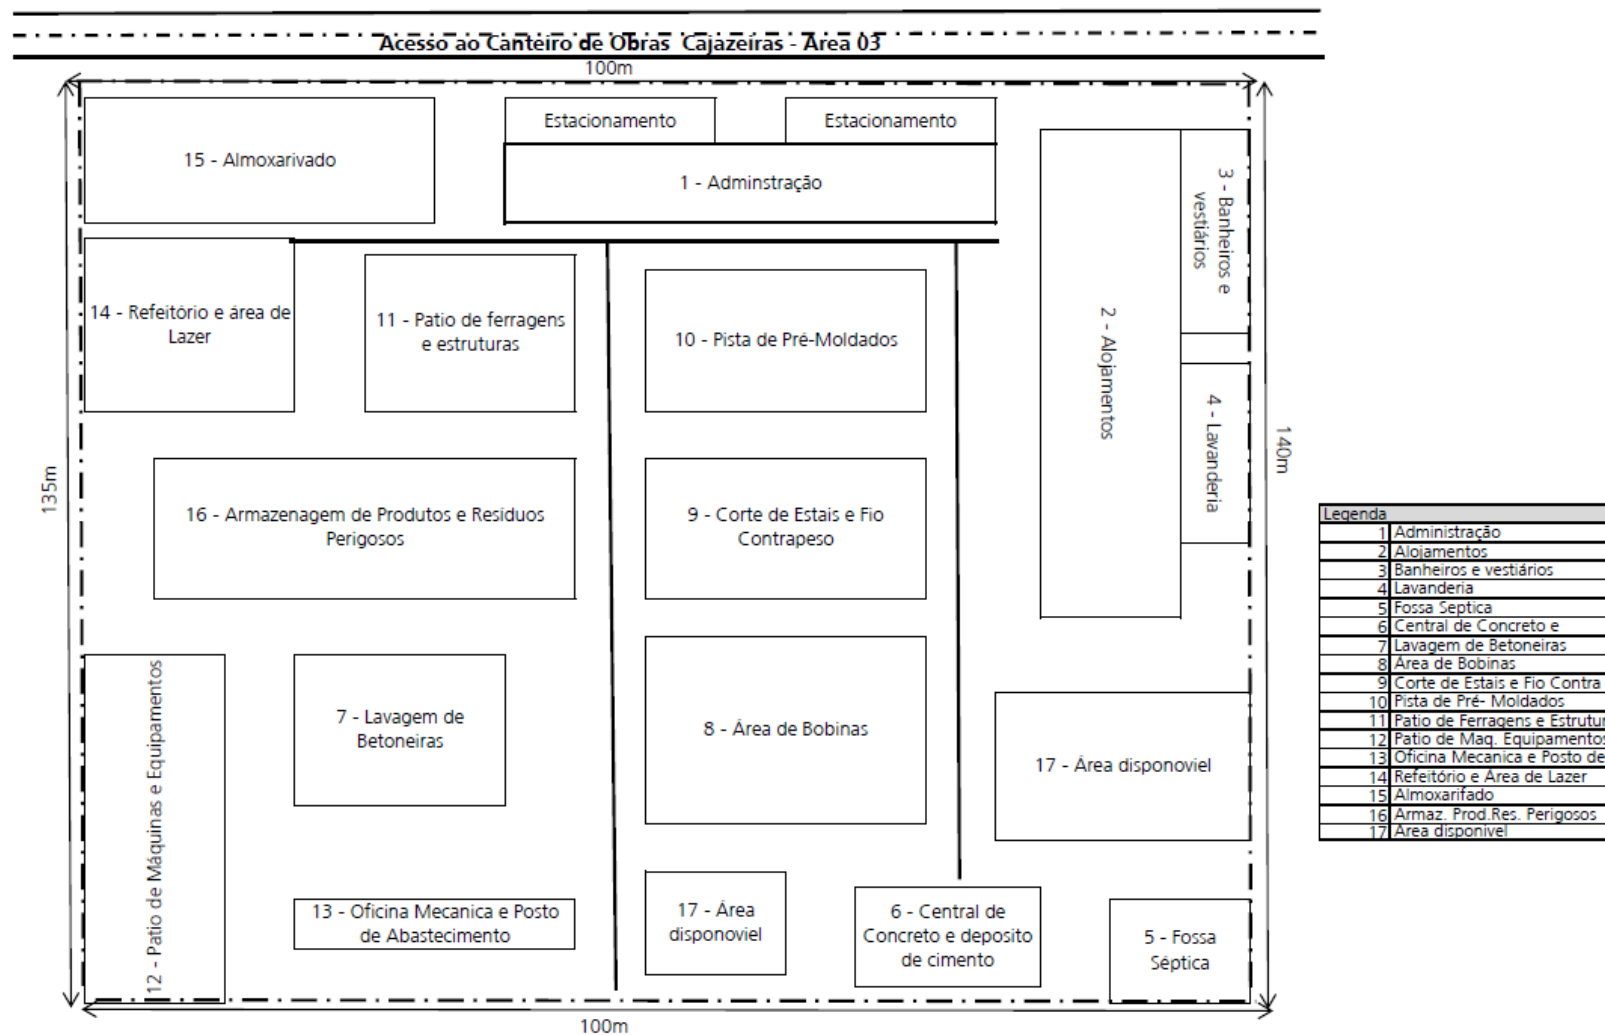 Acesso ao Canteiro de Obras Cajazeiras - Area 03
100m
Estacionamento
Estacionamento
15 - Almoxarivado
1 - Adminstração
3 - Banheiros e
vestiários
14 - Refeitório e área de
Lazer
11 - Patio de ferragens
e estruturas
10 - Pista de Pré-Moldados
2 - Alojamentos
4 - Lavanderia
135m
140m
16 - Armazenagem de Produtos e Residuos
Perigosos
9 - Corte de Estais e Fio
Contrapeso
12 - Patio de Máquinas e Equipamentos
7 - Lavagem de
Betoneiras
8 - Área de Bobinas
17 - Área disponoviel
13 - Oficina Mecanica e Posto
de Abastecimento
17 - Área
disponoviel
6 - Central de
Concreto e deposito
de cimento
5 - Fossa
Séptica
100m
Legenda
1 Administração
2 Alojamentos
3 Banheiros e vestiários
4 Lavanderia
5 Fossa Septica
6 Central de Concreto e
7 Lavagem de Betoneiras
8 Area de Bobinas
9 Corte de Estais e Fio Contra
10 Pista de Pré- Moldados
11 Patio de Ferragens e Estrutur
12 Patio de Maq. Equipamentos
13 Oficina Mecanica e Posto de
14 Refeitório e Area de Lazer
15 Almoxarifado
16 Armaz. Prod.Res. Perigosos
17 Area disponivel